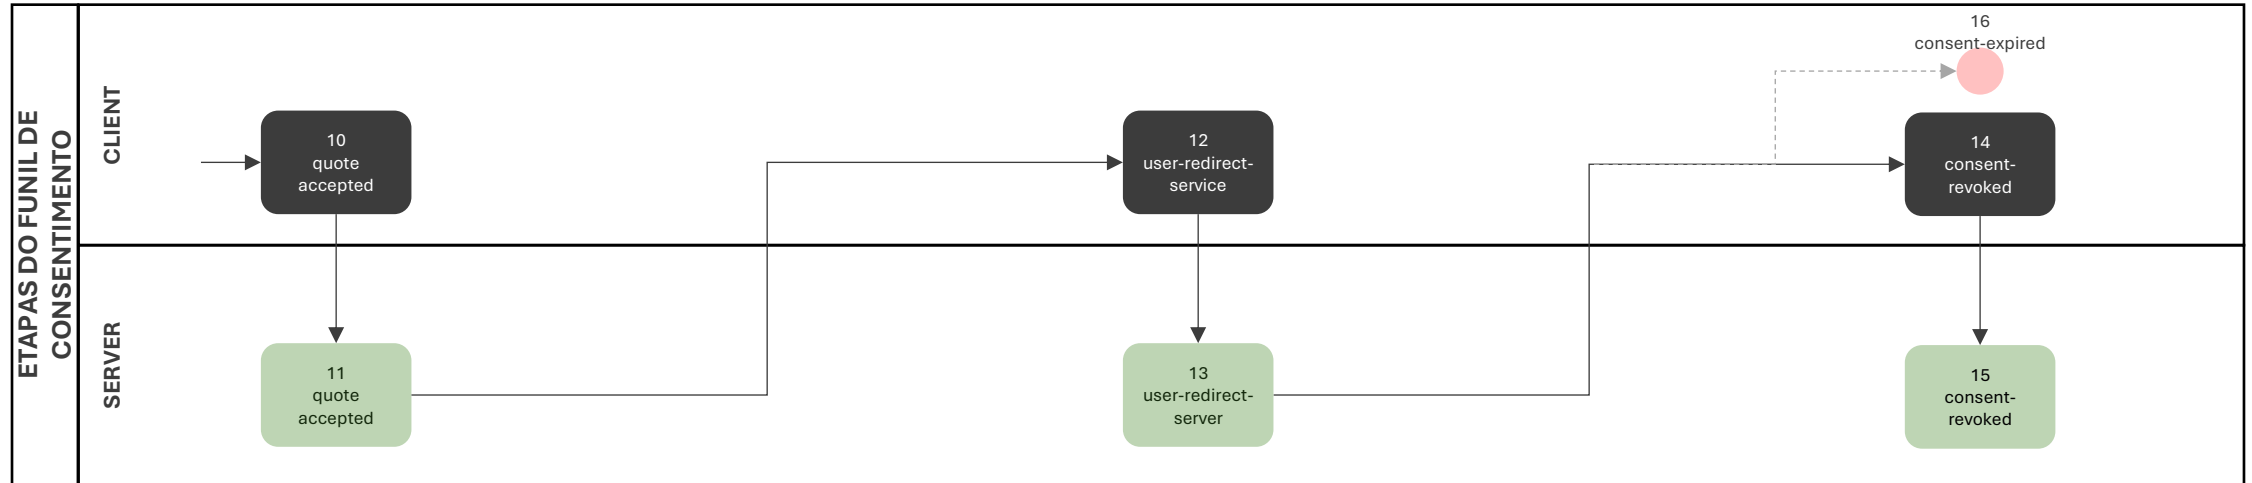 ETAPAS DO FUNIL DE
CONSENTIMENTO
CLIENT
10
quote
accepted
12
user-redirect-
service
16
consent-expired
14
consent-
revoked
SERVER
11
quote
accepted
13
user-redirect-
server
15
consent-
revoked